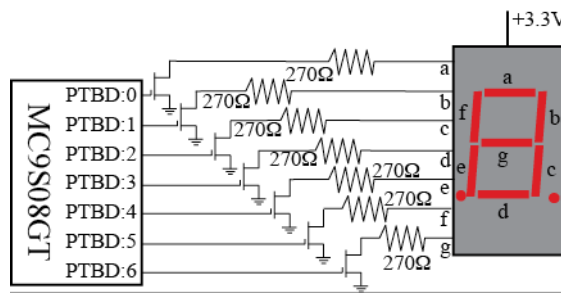 +3.3V
MC9S08GT
PTBD:0
PTBD:1
PTBD:2
PTBD:3
PTBD:4
PTBD:5
PTBD:6
270Ω
270Ω
270Ω
270Ω
270Ω
270Ω
270Ω
a
b
c
d
e
f
g
a
f
b
g
e
c
d